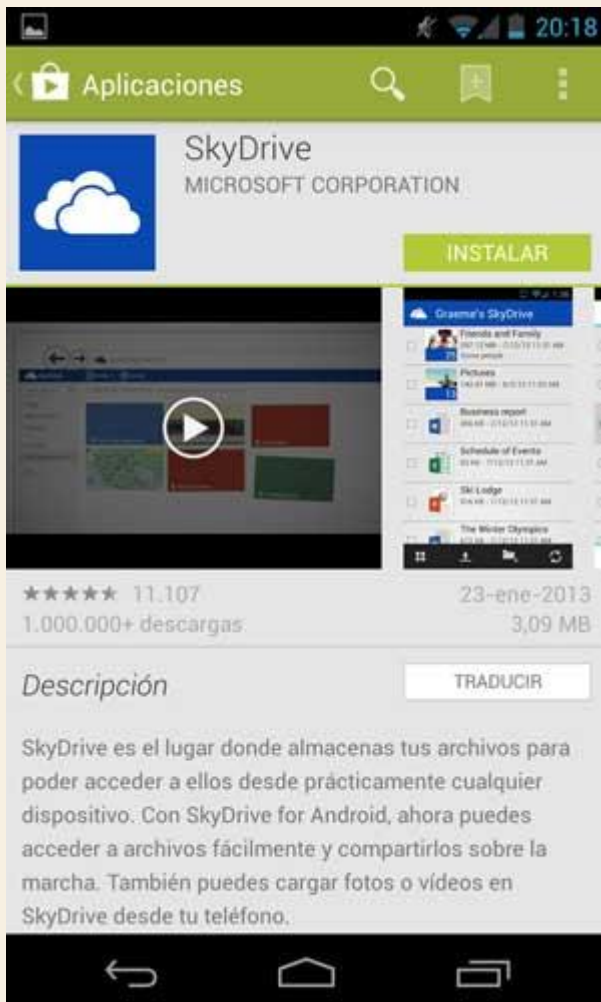 20:18
Aplicaciones
SkyDrive
MICROSOFT CORPORATION
INSTALAR
Graeme's SkyDrive
Friends and Family
Pictures
Business report
Schedule of Events
Ski Lodge
The Winter Olympics
11.107
23-ene-2013
1.000.000+ descargas
3,09 MB
Descripción
TRADUCIR
SkyDrive es el lugar donde almacenas tus archivos para
poder acceder a ellos desde prácticamente cualquier
dispositivo. Con SkyDrive for Android, ahora puedes
acceder a archivos fácilmente y compartirlos sobre la
marcha. También puedes cargar fotos o vídeos en
SkyDrive desde tu teléfono.